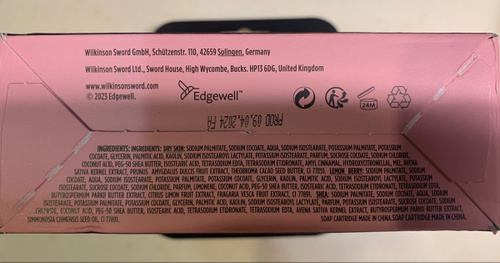 Wilkinson Sword GmbH, Schützenstr. 110, 42659 Solingen, Germany
Wilkinson Sword Ltd., Sword House, High Wycombe, Bucks. HP13 6DG, United Kingdom
www.wilkinsonsword.com
© 2023 Edgewell.
Edgewell™
24M
PROD 09.04.2024 FA
INGREDIENTS: INGREDIENTS: DRY SKIN: SODIUM PALMITATE, SODIUM COCOATE, AQUA, SODIUM ISOSTEARATE, POTASSIUM PALMITATE, POTASSIUM
COCOATE, GLYCERIN, PALMITIC ACID, KAOLIN, SODIUM ISOSTEAROYL LACTYLATE, POTASSIUM ISOSTEARATE, PARFUM, SUCROSE COCOATE, SODIUM CHLORIDE,
COCONUT ACID, PEG-50 SHEA BUTTER, ISOSTEARIC ACID, TETRASODIUM EDTA, TETRASODIUM ETIDRONATE, AMYL CINNAMAL, HYDROXYCITRONELLAL, MEL, AVENA
SATIVA KERNEL EXTRACT, PRUNUS AMYGDALUS DULCIS FRUIT, THEOBROMA CACAO SEED BUTTER, CI 77891. LEMON BERRY: SODIUM PALMITATE, SODIUM
COCOATE, AQUA, SODIUM ISOSTEARATE, POTASSIUM PALMITATE, POTASSIUM COCOATE, GLYCERIN, PALMITIC ACID, KAOLIN, SODIUM ISOSTEAROYL LACTYLATE, POTASSIUM
ISOSTEARATE, SUCROSE COCOATE, SODIUM CHLORIDE, PARFUM, LIMONENE, COCONUT ACID, PEG-50 SHEA BUTTER, ISOSTEARIC ACID, TETRASODIUM EDTA,
BUTYROSPERMUM PARKII BUTTER EXTRACT, CITRUS LIMON FRUIT EXTRACT, FRAGARIA VESCA FRUIT EXTRACT, CI 77891. SHEA: SODIUM PALMITATE, SODIUM COCOATE, AQUA,
SODIUM ISOSTEARATE, POTASSIUM PALMITATE, POTASSIUM COCOATE, GLYCERIN, PALMITIC ACID, KAOLIN, SODIUM ISOSTEAROYL LACTYLATE, PARFUM, SUCROSE COCOATE, SODIUM
CHLORIDE, COCONUT ACID, PEG-50 SHEA BUTTER, ISOSTEARIC ACID, TETRASODIUM ETIDRONATE, TETRASODIUM EDTA, AVENA SATIVA KERNEL EXTRACT, BUTYROSPERMUM PARKII BUTTER EXTRACT,
SIMMONDSIA CHINENSIS SEED OIL, CI 77891. SOAP CARTRIDGE MADE IN CHINA.SOAP CARTRIDGE MADE IN CHINA.